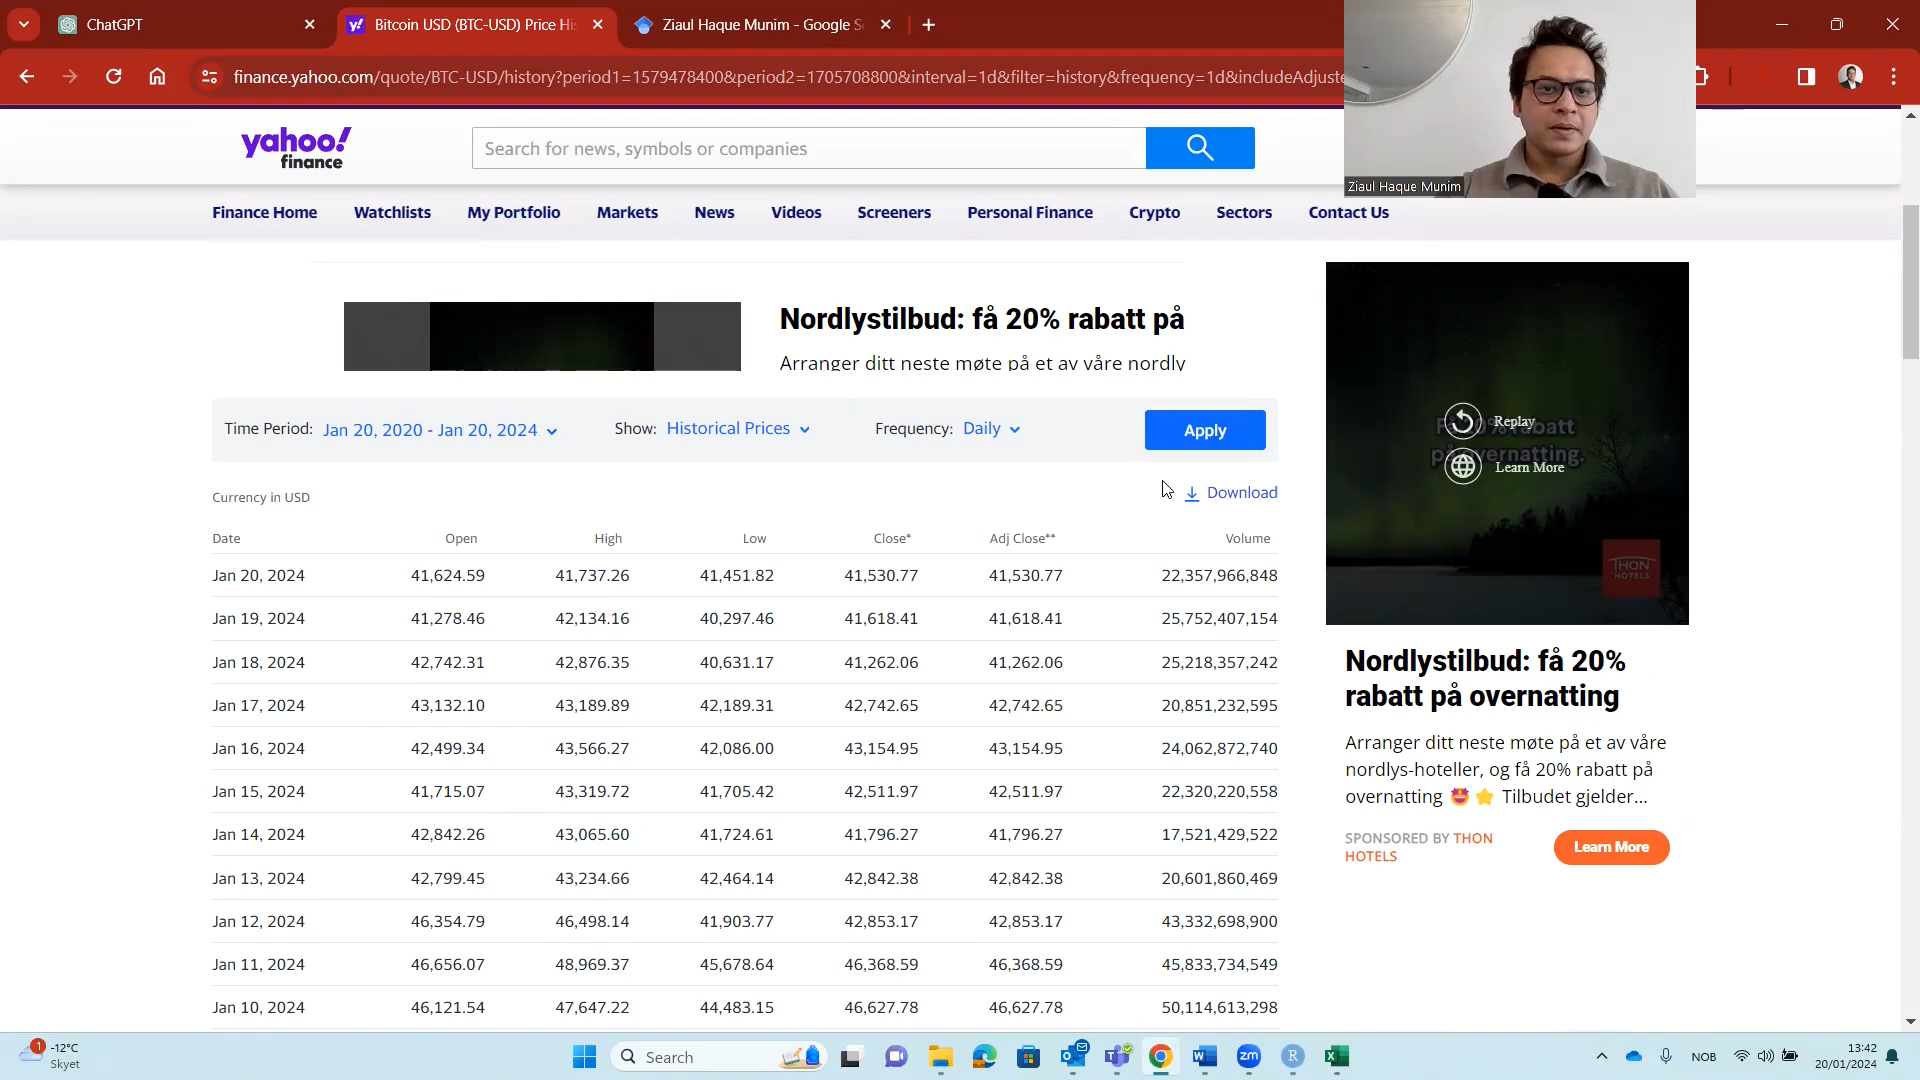 ChatGPT
Bitcoin USD (BTC-USD) Price His
Ziaul Haque Munim - Google S
finance.yahoo.com/quote/BTC-USD/history?period1=1579478400&period2=1705708800&interval=1d&filter=history&frequency=1d&includeAdjuste
yahoo!
finance
Search for news, symbols or companies
Ziaul Haque Munim
Finance Home Watchlists My Portfolio Markets News Videos Screeners Personal Finance Crypto Sectors Contact Us
Nordlystilbud: få 20% rabatt på
Arranger ditt neste møte på et av våre nordly
Time Period: Jan 20, 2020 - Jan 20, 2024 Show: Historical Prices Frequency: Daily Apply
Currency in USD Download
Date Open High Low Close* Adj Close** Volume
Jan 20, 2024 41,624.59 41,737.26 41,451.82 41,530.77 41,530.77 22,357,966,848
Jan 19, 2024 41,278.46 42,134.16 40,297.46 41,618.41 41,618.41 25,752,407,154
Jan 18, 2024 42,742.31 42,876.35 40,631.17 41,262.06 41,262.06 25,218,357,242
Jan 17, 2024 43,132.10 43,189.89 42,189.31 42,742.65 42,742.65 20,851,232,595
Jan 16, 2024 42,499.34 43,566.27 42,086.00 43,154.95 43,154.95 24,062,872,740
Jan 15, 2024 41,715.07 43,319.72 41,705.42 42,511.97 42,511.97 22,320,220,558
Jan 14, 2024 42,842.26 43,065.60 41,724.61 41,796.27 41,796.27 17,521,429,522
Jan 13, 2024 42,799.45 43,234.66 42,464.14 42,842.38 42,842.38 20,601,860,469
Jan 12, 2024 46,354.79 46,498.14 41,903.77 42,853.17 42,853.17 43,332,698,900
Jan 11, 2024 46,656.07 48,969.37 45,678.64 46,368.59 46,368.59 45,833,734,549
Jan 10, 2024 46,121.54 47,647.22 44,483.15 46,627.78 46,627.78 50,114,613,298
Få 20% rabatt
på overnatting.
Replay
Learn More
THON
HOTELS
Nordlystilbud: få 20%
rabatt på overnatting
Arranger ditt neste møte på et av våre
nordlys-hoteller, og få 20% rabatt på
overnatting 🤩 ⭐ Tilbudet gjelder...
SPONSORED BY THON
HOTELS
Learn More
1
-12°C
Skyet
Search
zm
NOB
13:42
20/01/2024